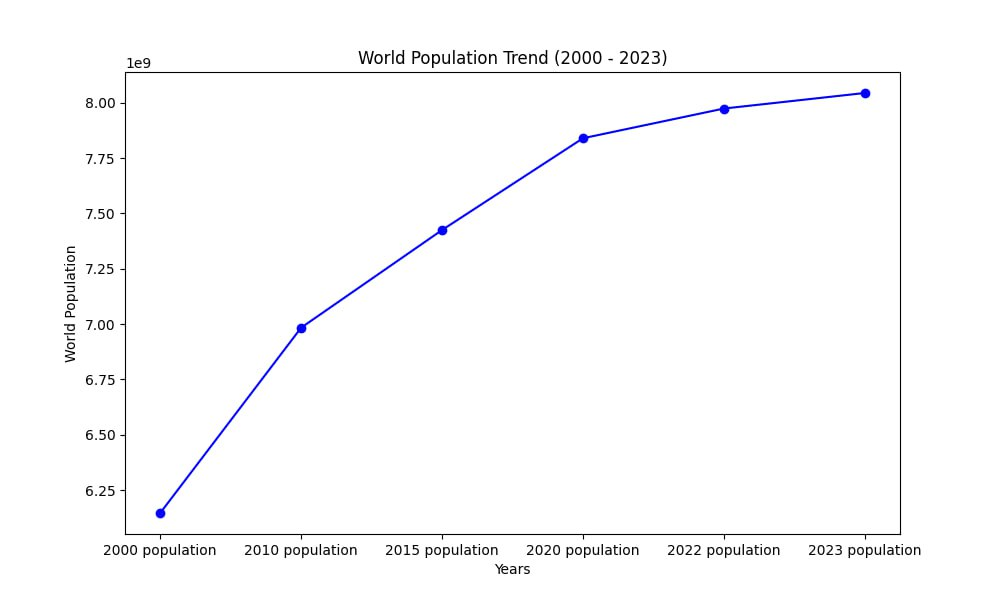 World Population Trend (2000 - 2023)
1e9
8.00
7.75
7.50
7.25
7.00
6.75
6.50
6.25
World Population
2000 population 2010 population 2015 population 2020 population 2022 population 2023 population
Years